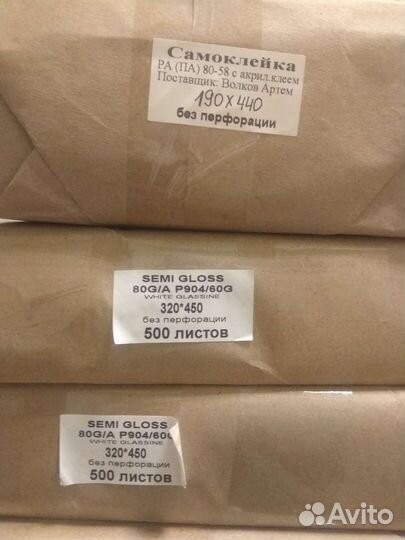 Самоклейка
РА (ПА) 80-58 с акрил.клеем
Поставщик: Волков Артем
190 х 440
без перфорации
SEMI GLOSS
80G/A P904/60G
WHITE GLASSINE
320*450
без перфорации
500 листов
SEMI GLOSS
80G/A P904/60G
WHITE GLASSINE
320*450
без перфорации
500 листов
Avito